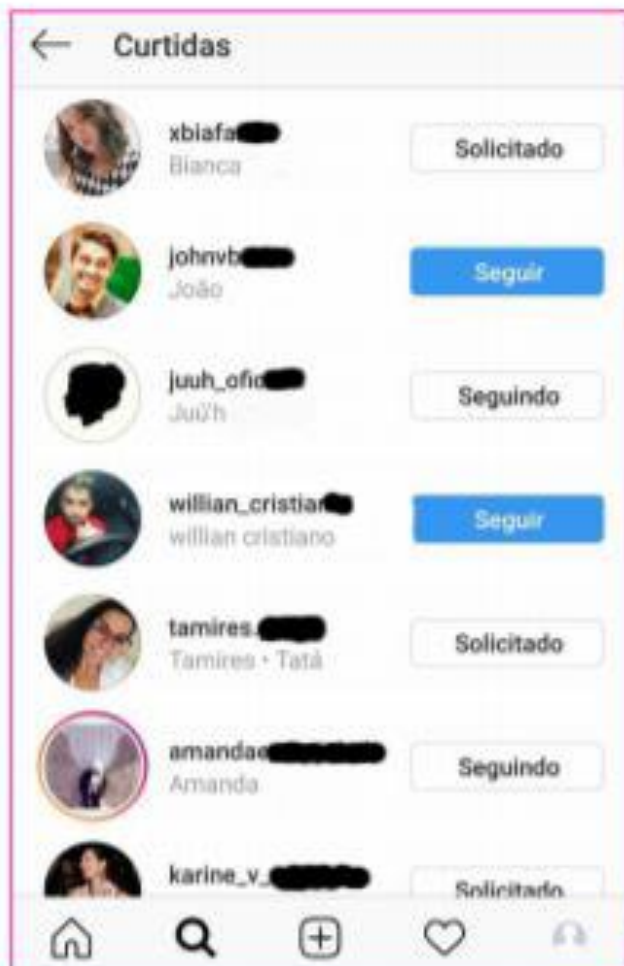 Curtidas
xbiafa
Bianca
Solicitado
johnvb
João
Seguir
juuh_ofic
Juú'h
Seguindo
willian_cristian
willian cristiano
Seguir
tamires.
Tamires • Tatá
Solicitado
amandae
Amanda
Seguindo
karine_v_
Solicitado